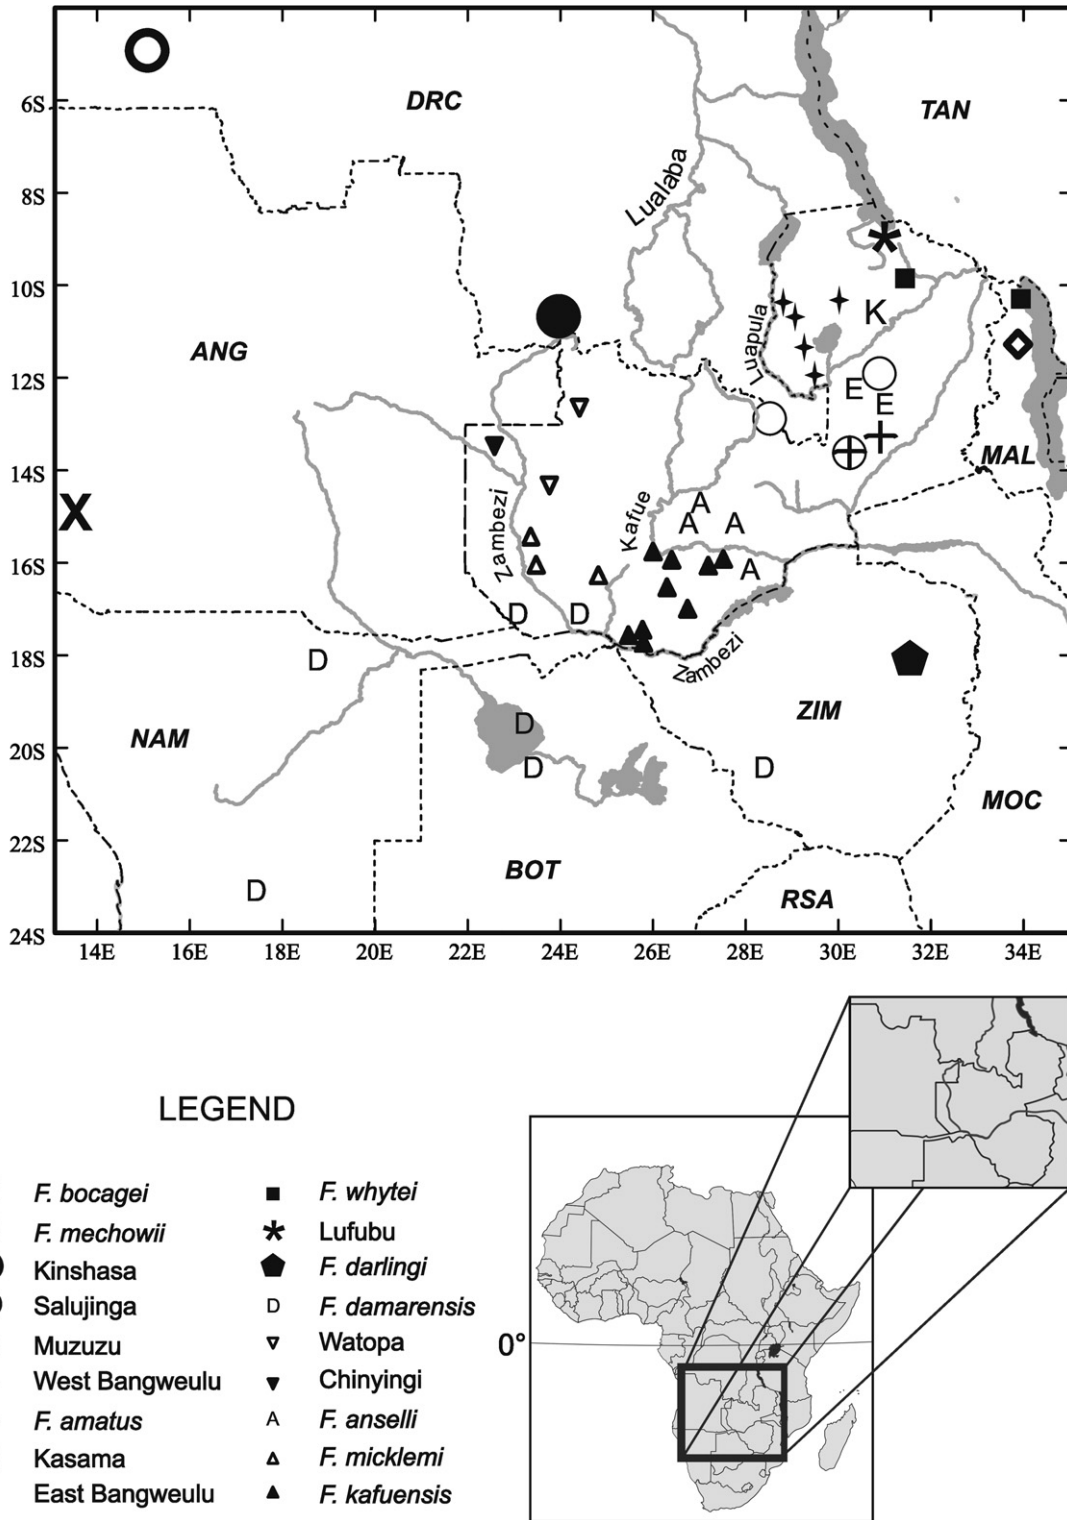 DRC
TAN
6S
Lualaba
8S
10S
K
Luapula
ANG
12S
E
E
14S
MAL
X
Zambezi
Kafue
A
A
A
A
16S
D
D
18S
D
Zambezi
NAM
ZIM
D
20S
D
D
MOC
22S
BOT
RSA
D
24S
14E 16E 18E 20E 22E 24E 26E 28E 30E 32E 34E
LEGEND
F. bocagei
F. mechowii
Kinshasa
Salujinga
Muzuzu
West Bangweulu
F. amatus
Kasama
East Bangweulu
F. whytei
Lufubu
F. darlingi
D F. damarensis
Watopa
Chinyingi
A F. anselli
F. micklemi
F. kafuensis
0°